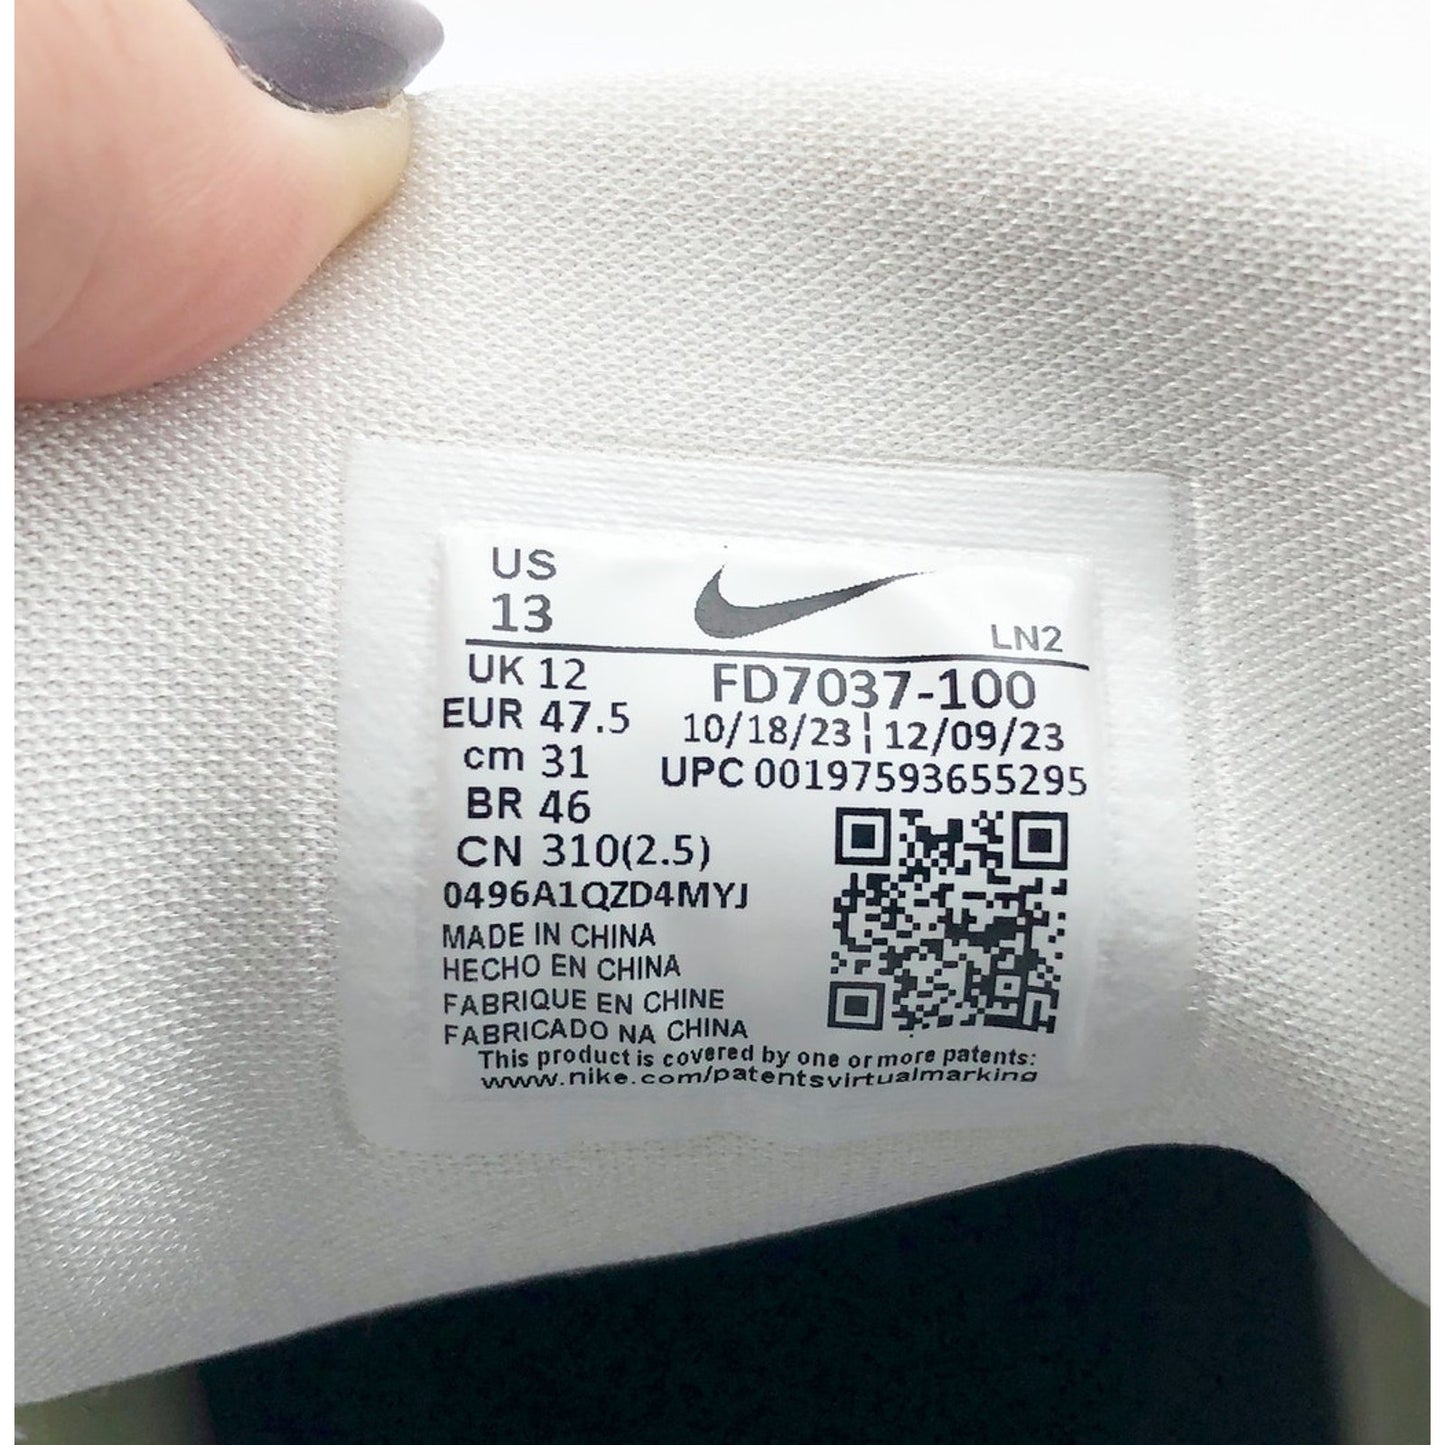 US
13
LN2
UK 12
FD7037-100
EUR 47.5
10/18/23 | 12/09/23
cm 31
UPC 00197593655295
BR 46
CN 310(2.5)
0496A1QZD4MYJ
MADE IN CHINA
HECHO EN CHINA
FABRIQUE EN CHINE
FABRICADO NA CHINA
This product is covered by one or more patents:
www.nike.com/patentsvirtualmarking